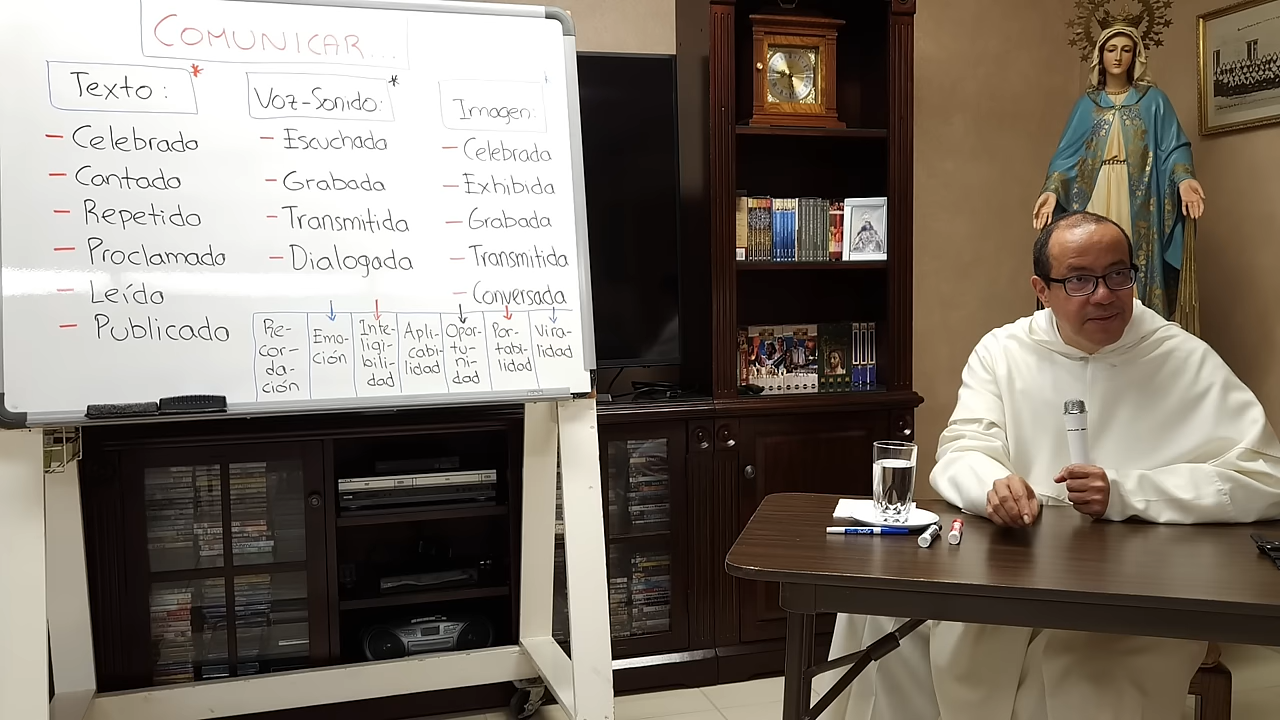 COMUNICAR...
Texto: *
- Celebrado
- Cantado
- Repetido
- Proclamado
- Leído
- Publicado
Voz-Sonido: *
- Escuchada
- Grabada
- Transmitida
- Dialogada
Imagen:
- Celebrada
- Exhibida
- Grabada
- Transmitida
- Conversada
Re-
cor-
da-
ción
Emo-
ción
Inte-
ligi-
bili-
dad
Apli-
cabi-
lidad
Opor-
tu-
ni-
dad
Por-
tabi-
lidad
Vira-
lidad